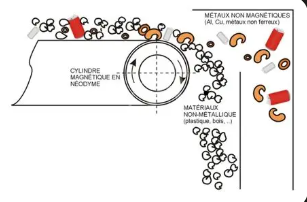 MÉTAUX NON MAGNÉTIQUES
(Al, Cu, métaux non ferreux)
CYLINDRE
MAGNÉTIQUE EN
NÉODYME
MATÉRIAUX
NON-MÉTALLIQUE
(plastique, bois, ...)